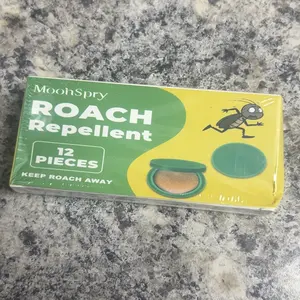 MoohSpry
ROACH
Repellent
12
PIECES
KEEP ROACH AWAY